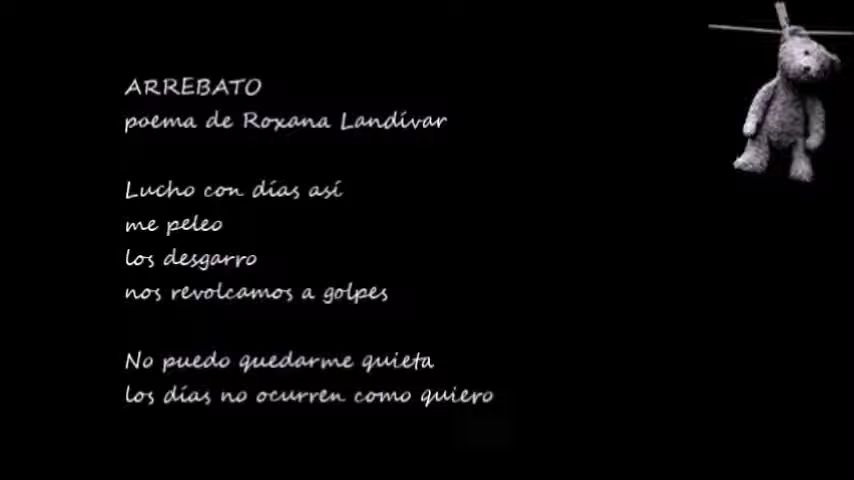 ARREBATO
poema de Roxana Landívar
Lucho con días así
me peleo
los desgarro
nos revolcamos a golpes
No puedo quedarme quieta
los días no ocurren como quiero